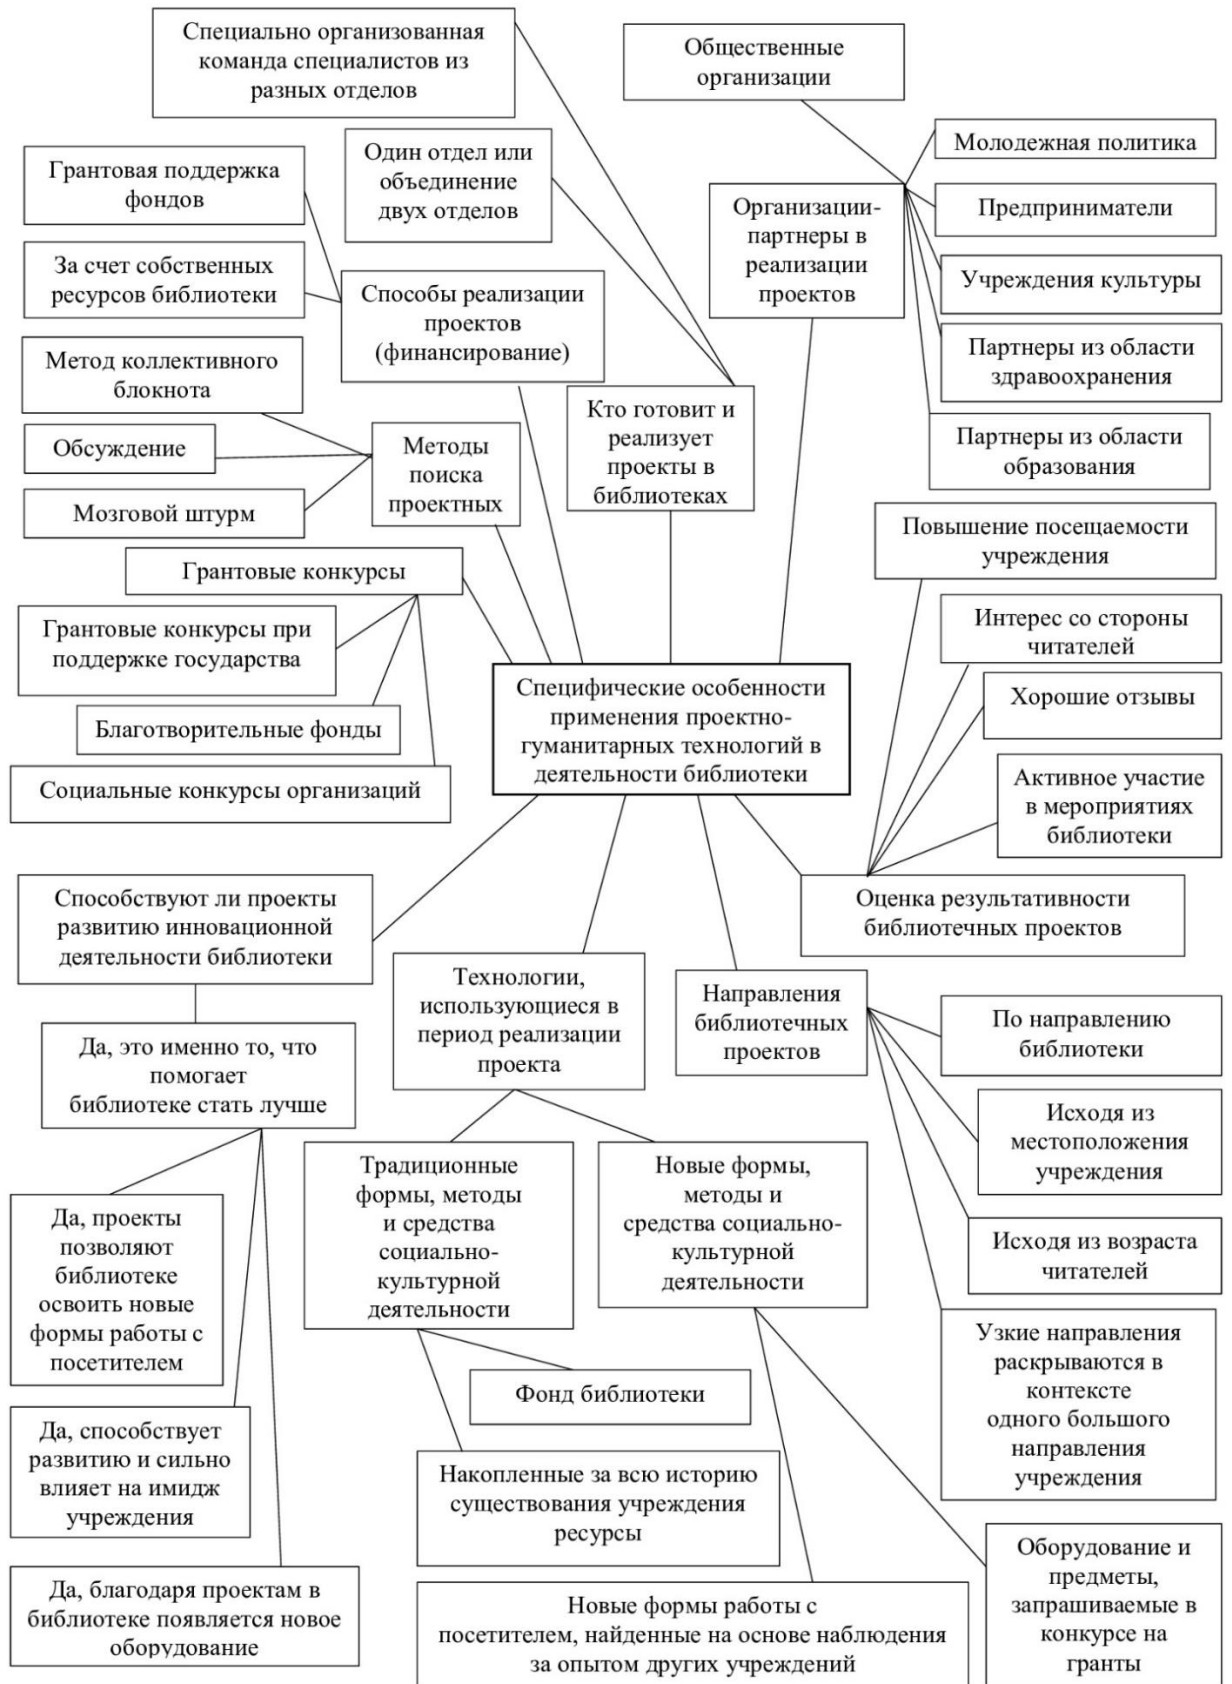 Специально организованная
команда специалистов из
разных отделов
Общественные
организации
Один отдел или
объединение
двух отделов
Молодежная политика
Грантовая поддержка
фондов
Организации-
партнеры в
реализации
проектов
Предприниматели
За счет собственных
ресурсов библиотеки
Способы реализации
проектов
(финансирование)
Учреждения культуры
Партнеры из области
здравоохранения
Метод коллективного
блокнота
Кто готовит и
реализует
проекты в
библиотеках
Партнеры из области
образования
Обсуждение
Методы
поиска
проектных
Мозговой штурм
Повышение посещаемости
учреждения
Грантовые конкурсы
Интерес со стороны
читателей
Грантовые конкурсы при
поддержке государства
Специфические особенности
применения проектно-
гуманитарных технологий в
деятельности библиотеки
Хорошие отзывы
Благотворительные фонды
Социальные конкурсы организаций
Активное участие
в мероприятиях
библиотеки
Способствуют ли проекты
развитию инновационной
деятельности библиотеки
Оценка результативности
библиотечных проектов
Технологии,
использующиеся в
период реализации
проекта
Направления
библиотечных
проектов
По направлению
библиотеки
Да, это именно то, что
помогает
библиотеке стать лучше
Исходя из
местоположения
учреждения
Традиционные
формы, методы
и средства
социально-
культурной
деятельности
Новые формы,
методы и
средства социально-
культурной
деятельности
Да, проекты
позволяют
библиотеке
освоить новые
формы работы с
посетителем
Исходя из возраста
читателей
Узкие направления
раскрываются в
контексте
одного большого
направления
учреждения
Фонд библиотеки
Да, способствует
развитию и сильно
влияет на имидж
учреждения
Накопленные за всю историю
существования учреждения
ресурсы
Оборудование и
предметы,
запрашиваемые в
конкурсе на
гранты
Да, благодаря проектам в
библиотеке появляется новое
оборудование
Новые формы работы с
посетителем, найденные на основе наблюдения
за опытом других учреждений